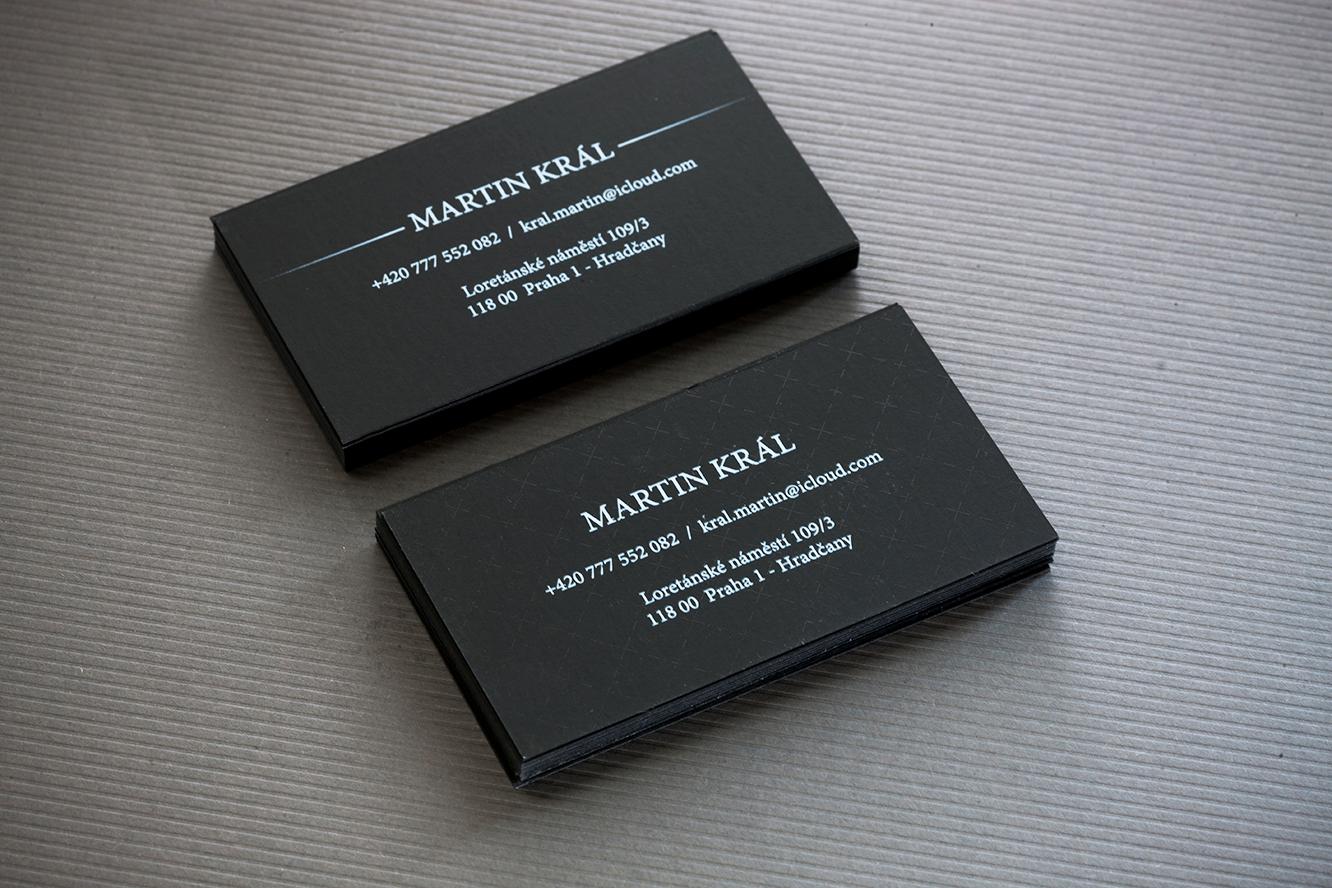 MARTIN KRÁL
+420 777 552 082 / kral.martin@icloud.com
Loretánské náměstí 109/3
118 00 Praha 1 - Hradčany
MARTIN KRÁL
+420 777 552 082 / kral.martin@icloud.com
Loretánské náměstí 109/3
118 00 Praha 1 - Hradčany